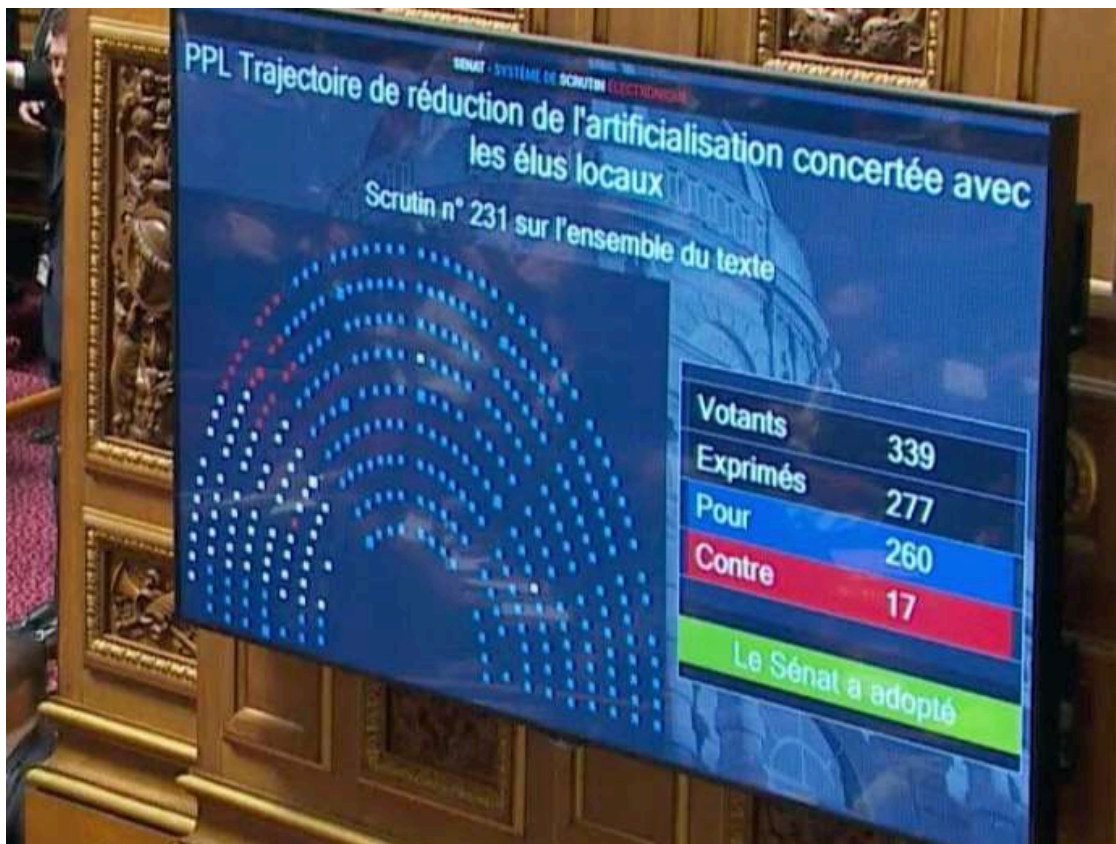 SENAT - SYSTÈME DE SCRUTIN ÉLECTRONIQUE
PPL Trajectoire de réduction de l'artificialisation concertée avec
les élus locaux
Scrutin n° 231 sur l'ensemble du texte
Votants 339
Exprimés 277
Pour 260
Contre 17
Le Sénat a adopté